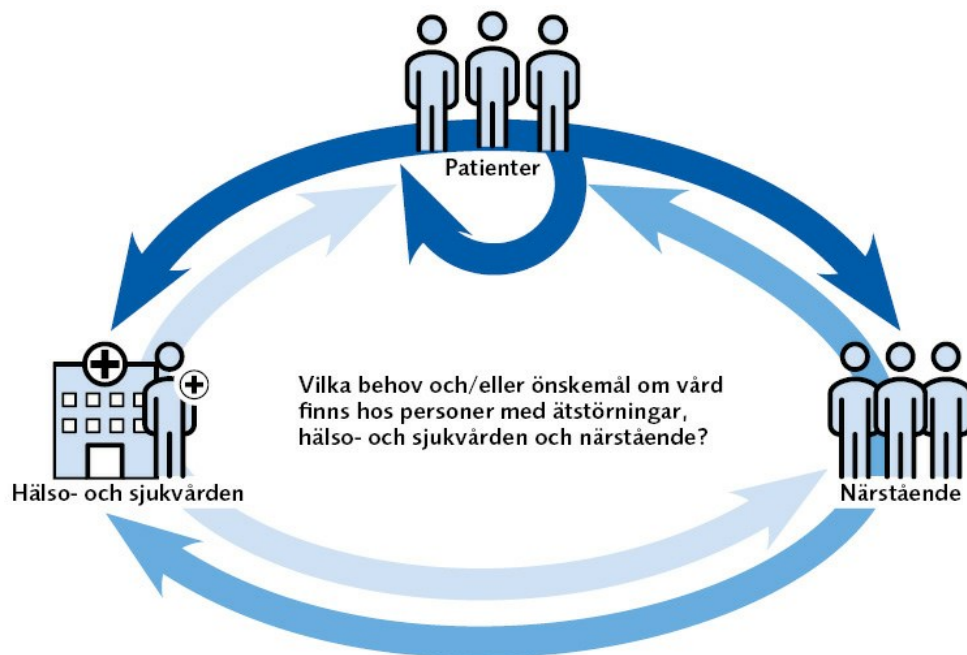 Patienter
Vilka behov och/eller önskemål om vård
finns hos personer med ätstörningar,
hälso- och sjukvården och närstående?
Hälso- och sjukvården
Närstående